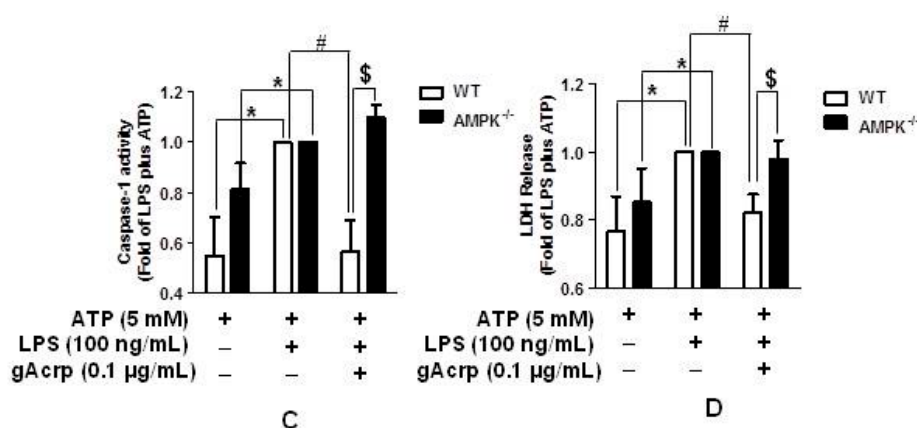 #
*
*
$
1.2
1.0
0.8
0.6
0.4
Caspase-1 activity
(Fold of LPS plus ATP)
WT
AMPK-/-
ATP (5 mM) + + +
LPS (100 ng/mL) – + +
gAcrp (0.1 µg/mL) – – +
C
#
*
*
$
1.2
1.0
0.8
0.6
LDH Release
(Fold of LPS plus ATP)
WT
AMPK-/-
ATP (5 mM) + + +
LPS (100 ng/mL) – + +
gAcrp (0.1 µg/mL) – – +
D